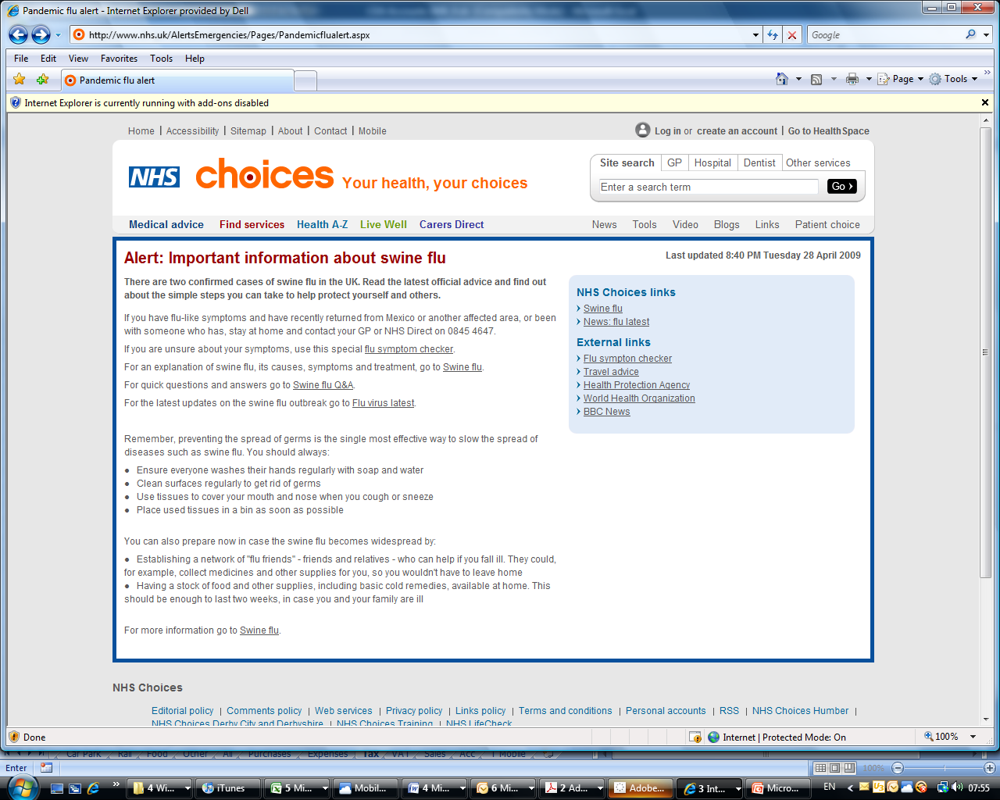 Pandemic flu alert - Internet Explorer provided by Dell
http://www.nhs.uk/AlertsEmergencies/Pages/Pandemicflualert.aspx
Google
File Edit View Favorites Tools Help
Pandemic flu alert
Page Tools
Internet Explorer is currently running with add-ons disabled
Home | Accessibility | Sitemap | About | Contact | Mobile
Log in or create an account | Go to HealthSpace
NHS choices Your health, your choices
Site search GP Hospital Dentist Other services
Enter a search term Go ›
Medical advice Find services Health A-Z Live Well Carers Direct
News Tools Video Blogs Links Patient choice
Alert: Important information about swine flu
Last updated 8:40 PM Tuesday 28 April 2009
There are two confirmed cases of swine flu in the UK. Read the latest official advice and find out
about the simple steps you can take to help protect yourself and others.
If you have flu-like symptoms and have recently returned from Mexico or another affected area, or been
with someone who has, stay at home and contact your GP or NHS Direct on 0845 4647.
If you are unsure about your symptoms, use this special flu symptom checker.
For an explanation of swine flu, its causes, symptoms and treatment, go to Swine flu.
For quick questions and answers go to Swine flu Q&A.
For the latest updates on the swine flu outbreak go to Flu virus latest.
Remember, preventing the spread of germs is the single most effective way to slow the spread of
diseases such as swine flu. You should always:
● Ensure everyone washes their hands regularly with soap and water
● Clean surfaces regularly to get rid of germs
● Use tissues to cover your mouth and nose when you cough or sneeze
● Place used tissues in a bin as soon as possible
You can also prepare now in case the swine flu becomes widespread by:
● Establishing a network of "flu friends" - friends and relatives - who can help if you fall ill. They could,
for example, collect medicines and other supplies for you, so you wouldn't have to leave home
● Having a stock of food and other supplies, including basic cold remedies, available at home. This
should be enough to last two weeks, in case you and your family are ill
For more information go to Swine flu.
NHS Choices links
› Swine flu
› News: flu latest
External links
› Flu sympton checker
› Travel advice
› Health Protection Agency
› World Health Organization
› BBC News
NHS Choices
Editorial policy | Comments policy | Web services | Privacy policy | Links policy | Terms and conditions | Personal accounts | RSS | NHS Choices Humber |
NHS Choices Derby City and Derbyshire | NHS Choices Training | NHS LifeCheck
Done
Internet | Protected Mode: On
100%
Car Park Rail Food Other All Purchases Expenses Tax VAT Sales Acc T Mobile
Enter
100%
4 Wi... iTunes 5 Mi... Mobil... 4 Mi... 6 Mi... 2 Ad... Adobe... 3 Int... Micro... EN 07:55